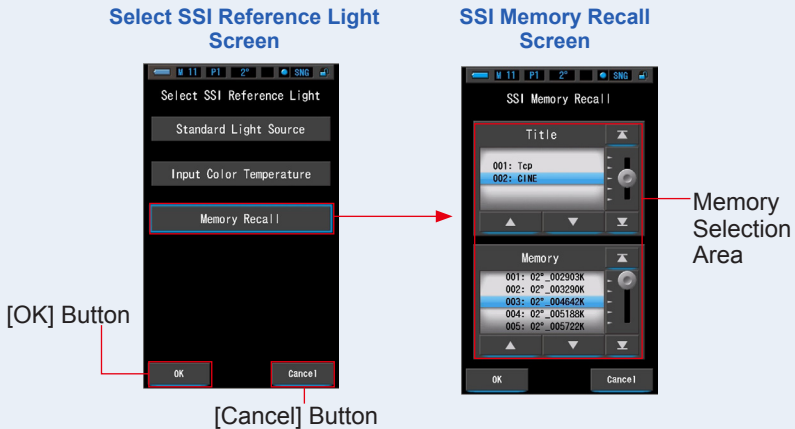 Select SSI Reference Light
Screen
M 11 P1 2° SNG
Select SSI Reference Light
Standard Light Source
Input Color Temperature
Memory Recall
OK
Cancel
[OK] Button
[Cancel] Button
SSI Memory Recall
Screen
M 11 P1 2° SNG
SSI Memory Recall
Title
001: Tcp
002: CINE
Memory
001: 02°_002903K
002: 02°_003290K
003: 02°_004642K
004: 02°_005188K
005: 02°_005722K
OK
Cancel
Memory
Selection
Area